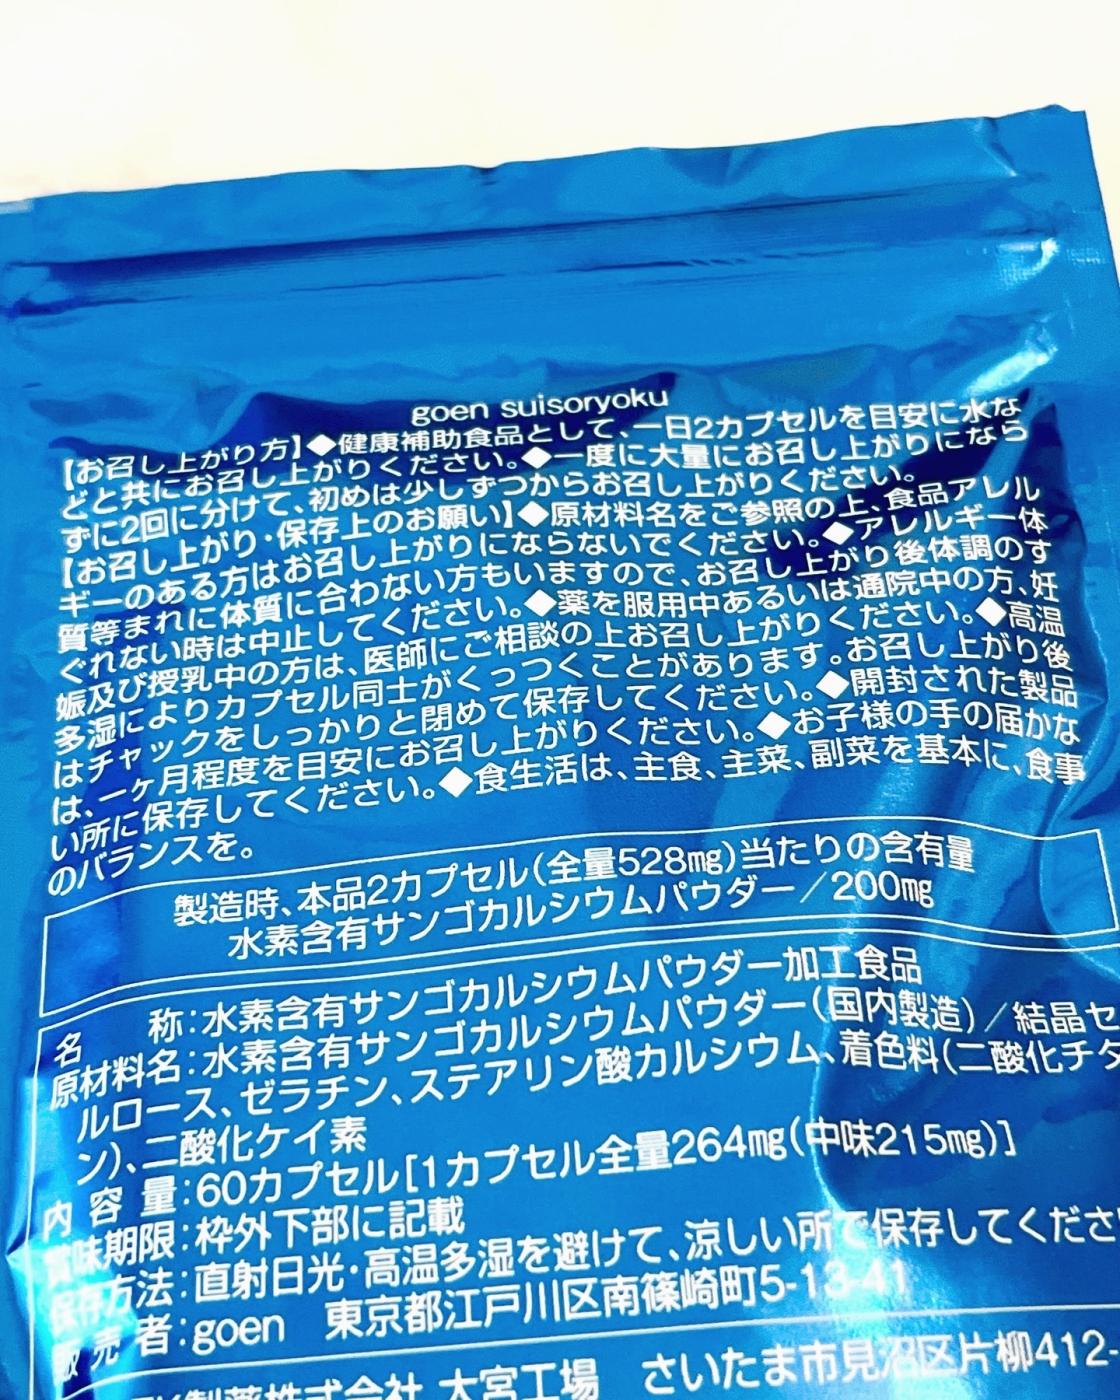 goen suisoryoku
【お召し上がり方】◆健康補助食品として、一日2カプセルを目安に水な
どと共にお召し上がりください。◆一度に大量にお召し上がりになら
ずに2回に分けて、初めは少しずつからお召し上がりください。
【お召し上がり・保存上のお願い】◆原材料名をご参照の上、食品アレル
ギーのある方はお召し上がりにならないでください。◆アレルギー体
質等まれに体質に合わない方もいますので、お召し上がり後体調のす
ぐれない時は中止してください。◆薬を服用中あるいは通院中の方、妊
娠及び授乳中の方は、医師にご相談の上お召し上がりください。◆高温
多湿によりカプセル同士がくっつくことがあります。お召し上がり後
はチャックをしっかりと閉めて保存してください。◆開封された製品
は、一ヶ月程度を目安にお召し上がりください。◆お子様の手の届かな
い所に保存してください。◆食生活は、主食、主菜、副菜を基本に、食事
のバランスを。
製造時、本品2カプセル(全量528mg)当たりの含有量
水素含有サンゴカルシウムパウダー／200mg
名 称:水素含有サンゴカルシウムパウダー加工食品
原材料名:水素含有サンゴカルシウムパウダー(国内製造)／結晶セ
ルロース、ゼラチン、ステアリン酸カルシウム、着色料(二酸化チタ
ン)、二酸化ケイ素
内 容 量:60カプセル[1カプセル全量264mg(中味215mg)]
賞味期限:枠外下部に記載
保存方法:直射日光・高温多湿を避けて、涼しい所で保存してくださ
販 売 者:goen 東京都江戸川区南篠崎町5-13-41
製薬株式会社 大宮工場 さいたま市見沼区片柳412-